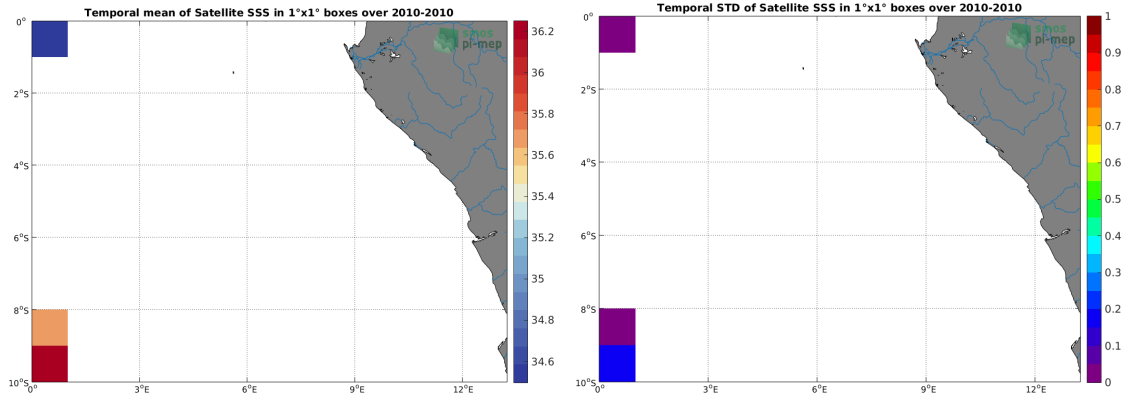 Temporal mean of Satellite SSS in 1°x1° boxes over 2010-2010
0°
2°S
4°S
6°S
8°S
10°S
0°
3°E
6°E
9°E
12°E
36.2
36
35.8
35.6
35.4
35.2
35
34.8
34.6
smos
pi-mep
Temporal STD of Satellite SSS in 1°x1° boxes over 2010-2010
0°
2°S
4°S
6°S
8°S
10°S
0°
3°E
6°E
9°E
12°E
1
0.9
0.8
0.7
0.6
0.5
0.4
0.3
0.2
0.1
0
smos
pi-mep